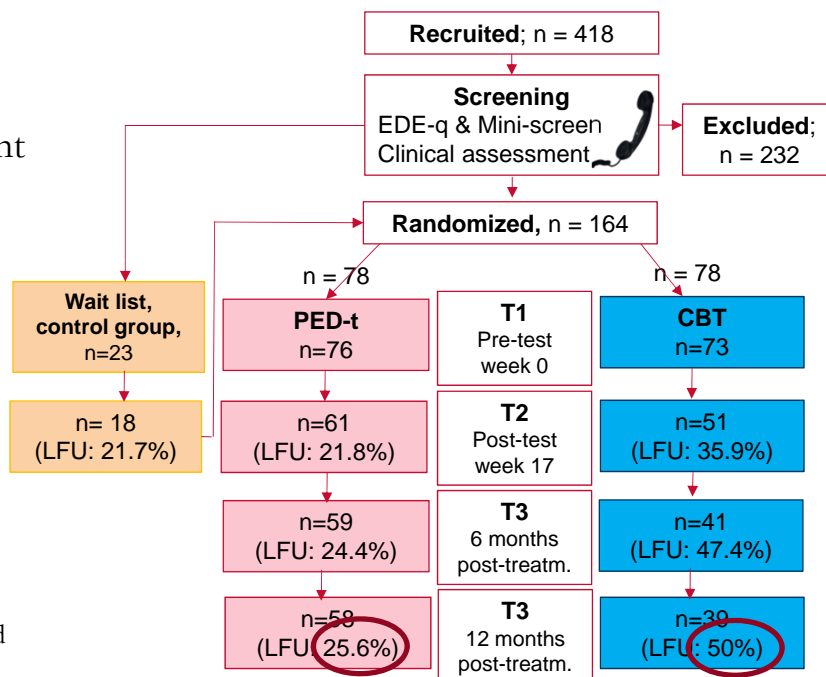 Recruited; n = 418
Screening
EDE-q & Mini-screen
Clinical assessment
Excluded;
n = 232
nt
Randomized, n = 164
n = 78
n = 78
Wait list,
control group,
n=23
PED-t
n=76
T1
Pre-test
week 0
CBT
n=73
n= 18
(LFU: 21.7%)
n=61
(LFU: 21.8%)
T2
Post-test
week 17
n=51
(LFU: 35.9%)
n=59
(LFU: 24.4%)
T3
6 months
post-treatm.
n=41
(LFU: 47.4%)
d
n=58
(LFU: 25.6%)
T3
12 months
post-treatm.
n=39
(LFU: 50%)